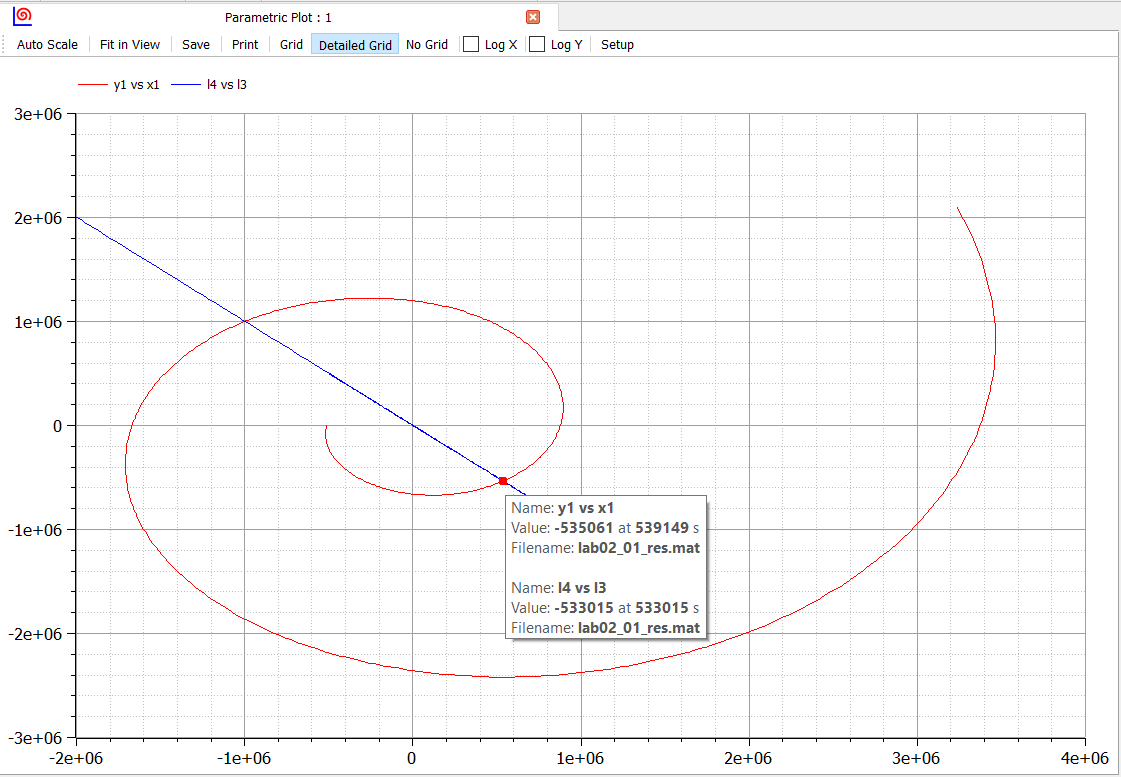 Parametric Plot : 1
Auto Scale Fit in View Save Print Grid Detailed Grid No Grid Log X Log Y Setup
y1 vs x1 l4 vs l3
3e+06
2e+06
1e+06
0
-1e+06
-2e+06
-3e+06
-2e+06 -1e+06 0 1e+06 2e+06 3e+06 4e+06
Name: y1 vs x1
Value: -535061 at 539149 s
Filename: lab02_01_res.mat
Name: l4 vs l3
Value: -533015 at 533015 s
Filename: lab02_01_res.mat